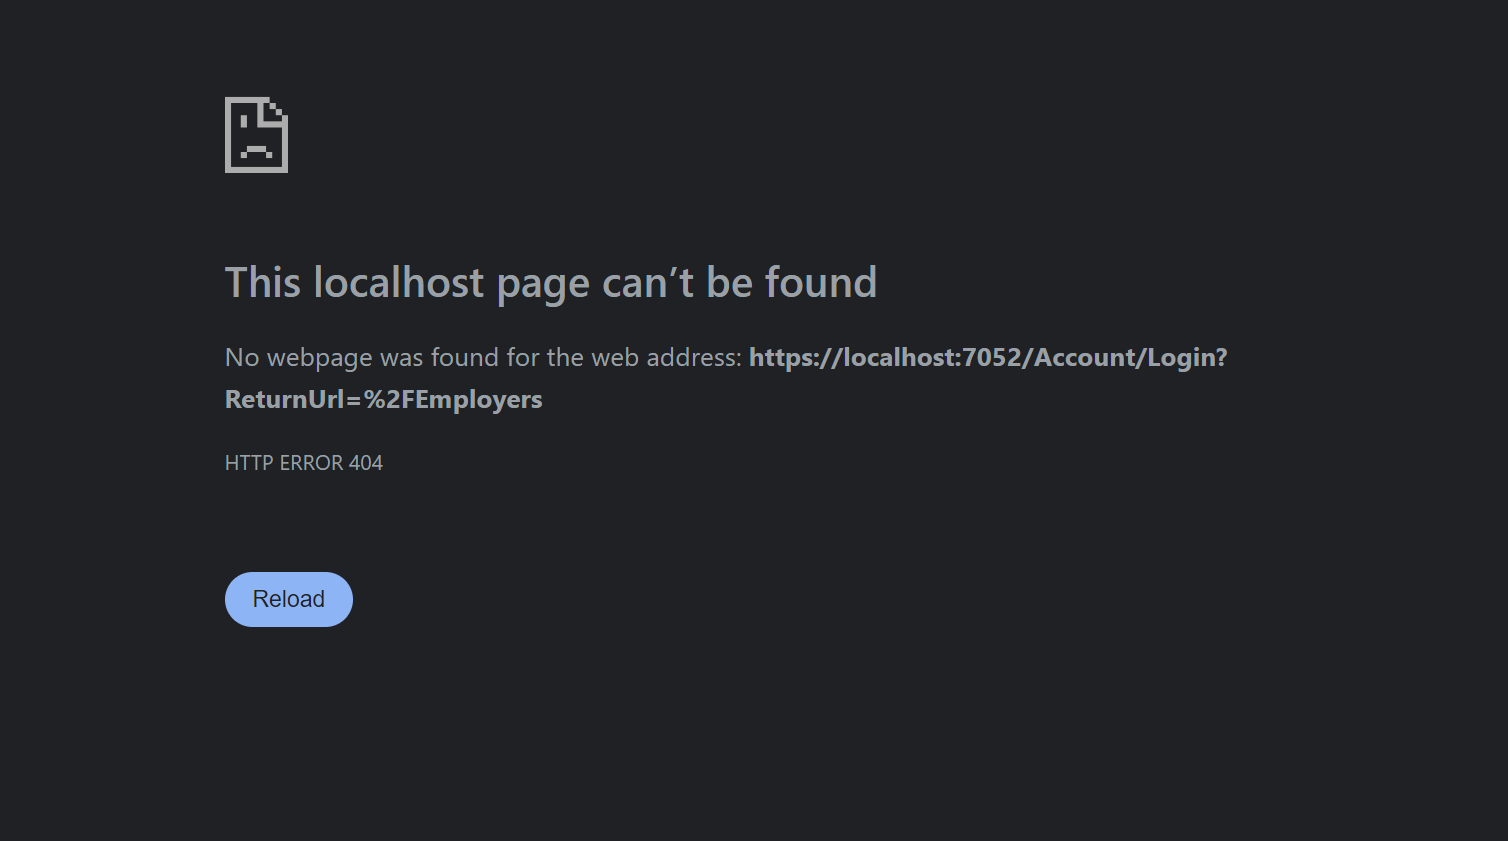 This localhost page can’t be found
No webpage was found for the web address: https://localhost:7052/Account/Login?
ReturnUrl=%2FEmployers
HTTP ERROR 404
Reload